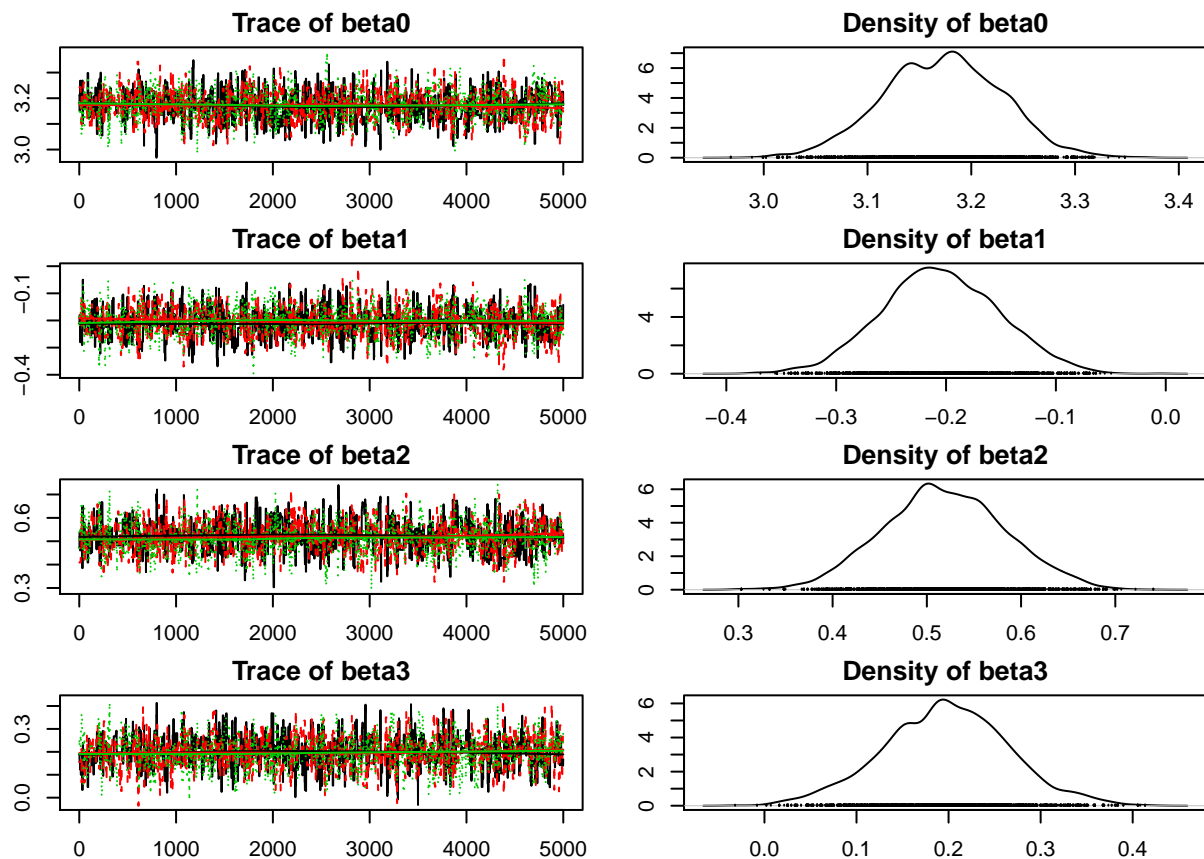 Trace of beta0
3.0 3.2
0 1000 2000 3000 4000 5000
Density of beta0
0 2 4 6
3.0 3.1 3.2 3.3 3.4
Trace of beta1
−0.4 −0.1
0 1000 2000 3000 4000 5000
Density of beta1
0 4
−0.4 −0.3 −0.2 −0.1 0.0
Trace of beta2
0.3 0.6
0 1000 2000 3000 4000 5000
Density of beta2
0 2 4 6
0.3 0.4 0.5 0.6 0.7
Trace of beta3
0.0 0.3
0 1000 2000 3000 4000 5000
Density of beta3
0 2 4 6
0.0 0.1 0.2 0.3 0.4